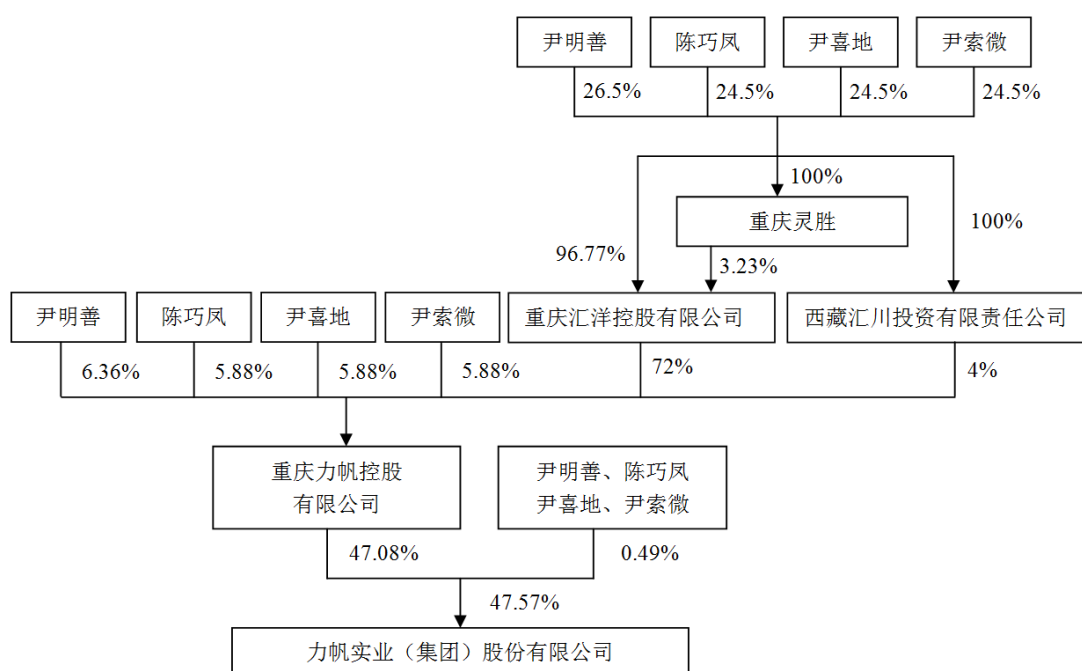 尹明善
陈巧凤
尹喜地
尹索微
26.5%
24.5%
24.5%
24.5%
100%
重庆灵胜
100%
96.77%
3.23%
尹明善
陈巧凤
尹喜地
尹索微
重庆汇洋控股有限公司
西藏汇川投资有限责任公司
6.36%
5.88%
5.88%
5.88%
72%
4%
重庆力帆控股
有限公司
尹明善、陈巧凤
尹喜地、尹索微
47.08%
0.49%
47.57%
力帆实业（集团）股份有限公司